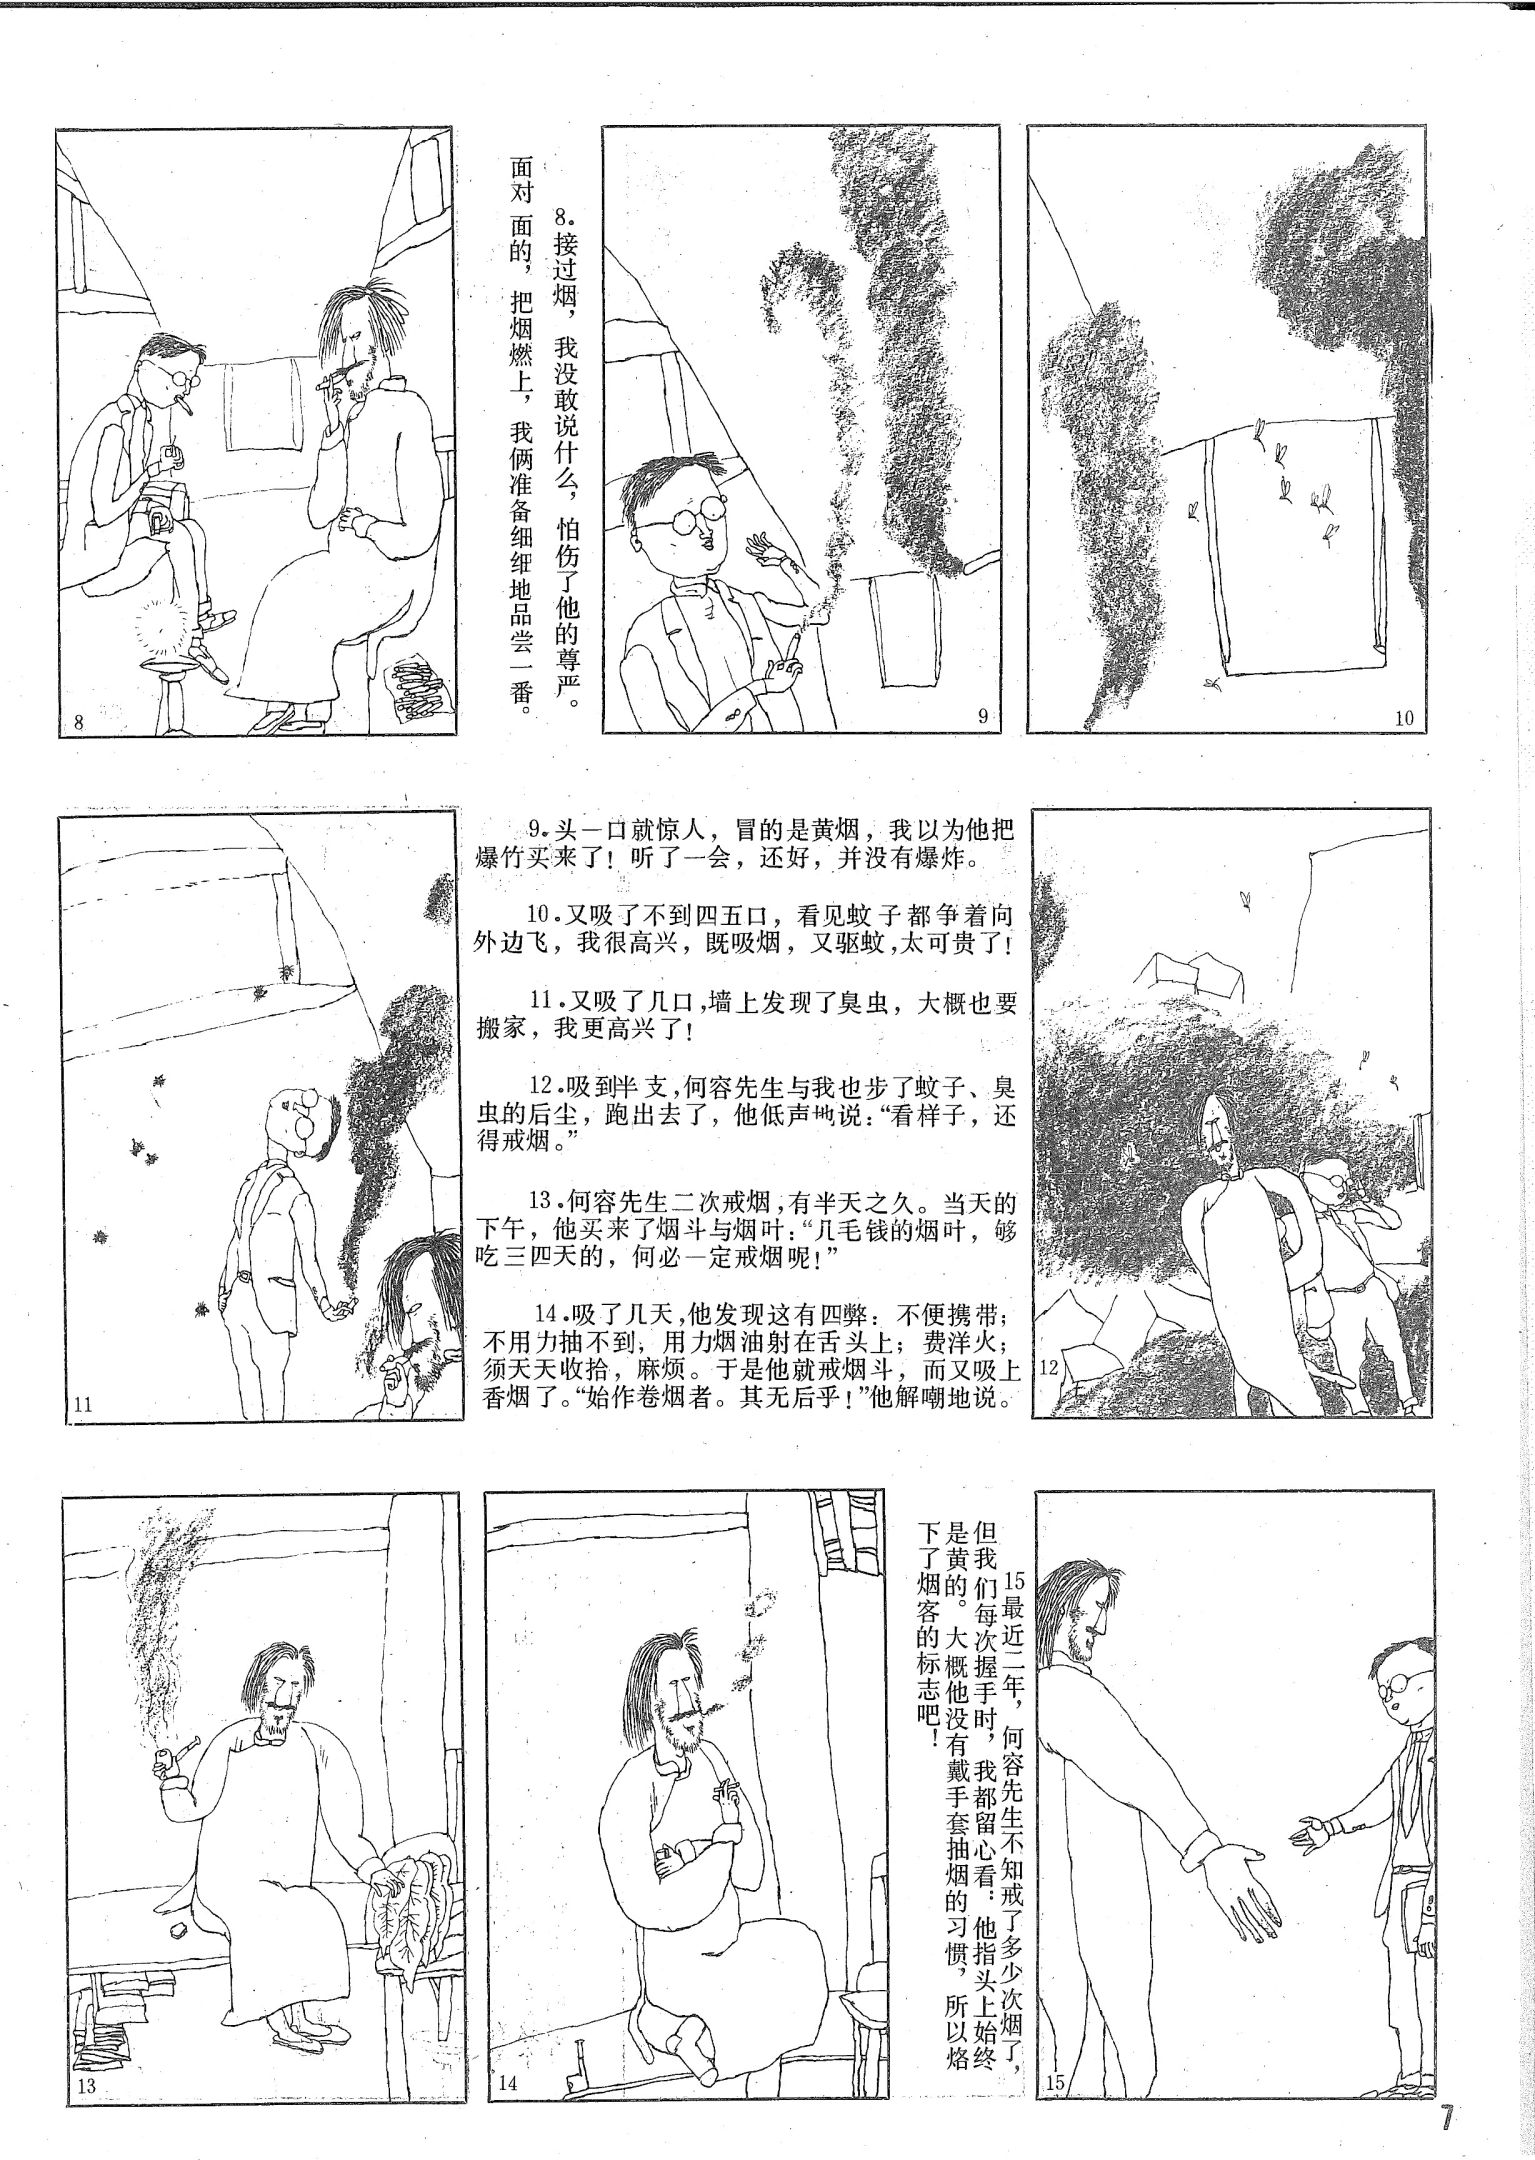 8.接过烟，我没敢说什么，怕伤了他的尊严。
面对面的，把烟燃上，我俩准备细细地品尝一番。
8
9
10
9.头一口就惊人，冒的是黄烟，我以为他把
爆竹买来了！听了一会，还好，并没有爆炸。
10.又吸了不到四五口，看见蚊子都争着向
外边飞，我很高兴，既吸烟，又驱蚊，太可贵了！
11.又吸了几口，墙上发现了臭虫，大概也要
搬家，我更高兴了！
12.吸到半支，何容先生与我也步了蚊子、臭
虫的后尘，跑出去了，他低声地说：“看样子，还
得戒烟。”
13.何容先生二次戒烟，有半天之久。当天的
下午，他买来了烟斗与烟叶：“几毛钱的烟叶，够
吃三四天的，何必一定戒烟呢！”
14.吸了几天，他发现这有四弊：不便携带；
不用力抽不到，用力烟油射在舌头上；费洋火；
须天天收拾，麻烦。于是他就戒烟斗，而又吸上
香烟了。“始作卷烟者。其无后乎！”他解嘲地说。
11
12
13
14
15最近二年，何容先生不知戒了多少次烟了，
但我们每次握手时，我都留心看：他指头上始终
是黄的。大概他没有戴手套抽烟的习惯，所以烙
下了烟客的标志吧！
15
7